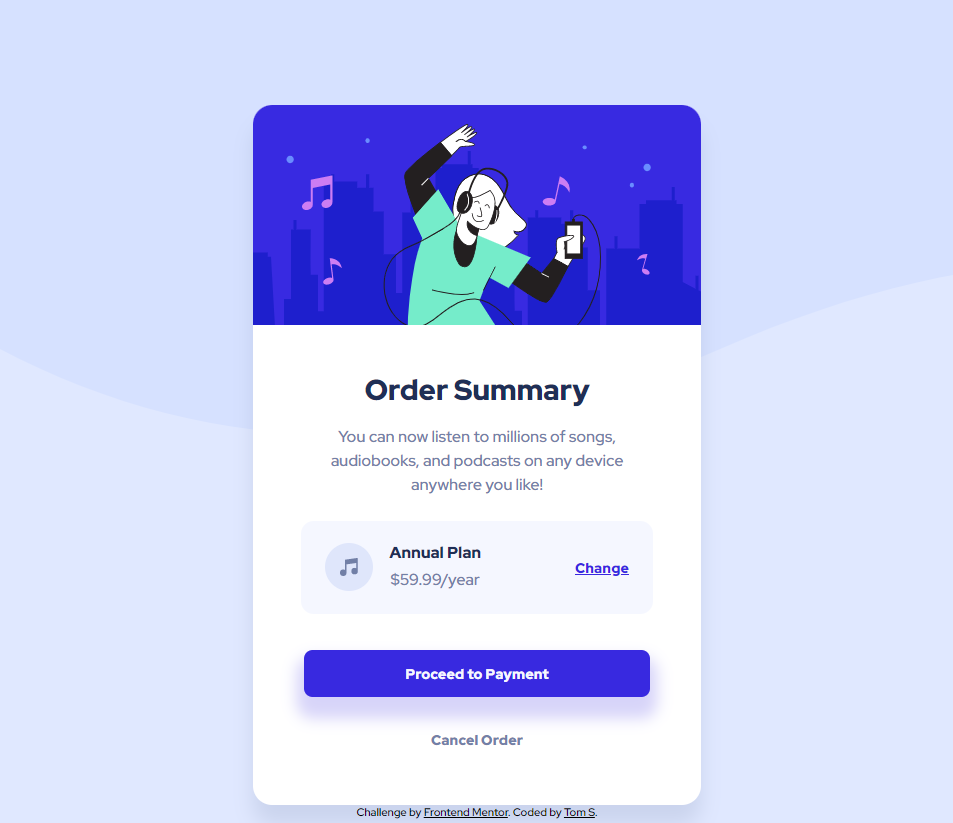 Order Summary
You can now listen to millions of songs,
audiobooks, and podcasts on any device
anywhere you like!
Annual Plan
$59.99/year
Change
Proceed to Payment
Cancel Order
Challenge by Frontend Mentor. Coded by Tom S.